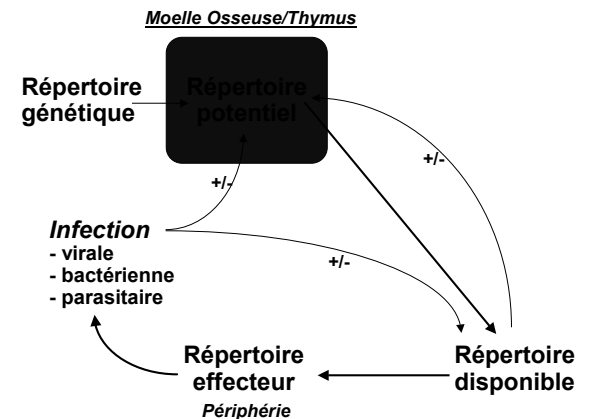 Moelle Osseuse/Thymus
Répertoire
génétique
Répertoire
potentiel
+/-
+/-
Infection
- virale
- bactérienne
- parasitaire
+/-
Répertoire
effecteur
Périphérie
Répertoire
disponible